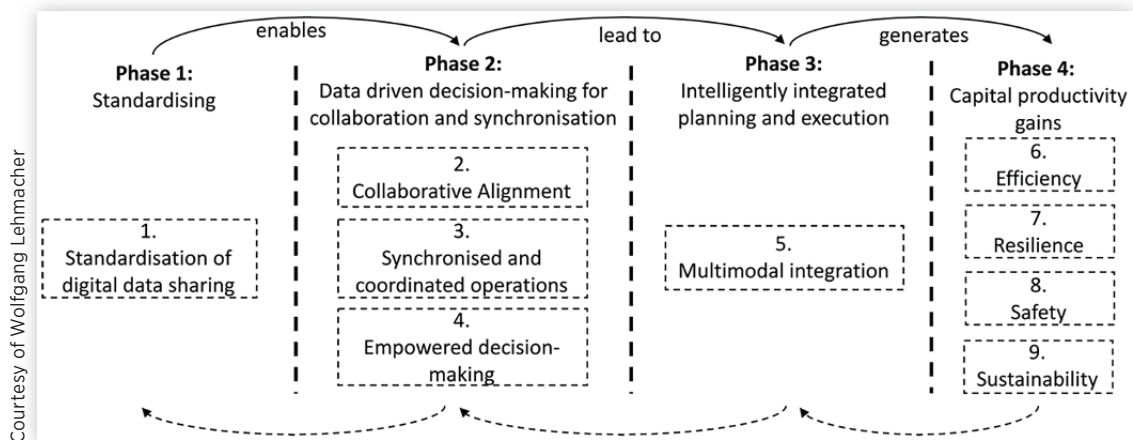 enables
lead to
generates
Phase 1:
Standardising
1.
Standardisation of
digital data sharing
Phase 2:
Data driven decision-making for
collaboration and synchronisation
2.
Collaborative Alignment
3.
Synchronised and
coordinated operations
4.
Empowered decision-
making
Phase 3:
Intelligently integrated
planning and execution
5.
Multimodal integration
Phase 4:
Capital productivity
gains
6.
Efficiency
7.
Resilience
8.
Safety
9.
Sustainability
Courtesy of Wolfgang Lehmacher